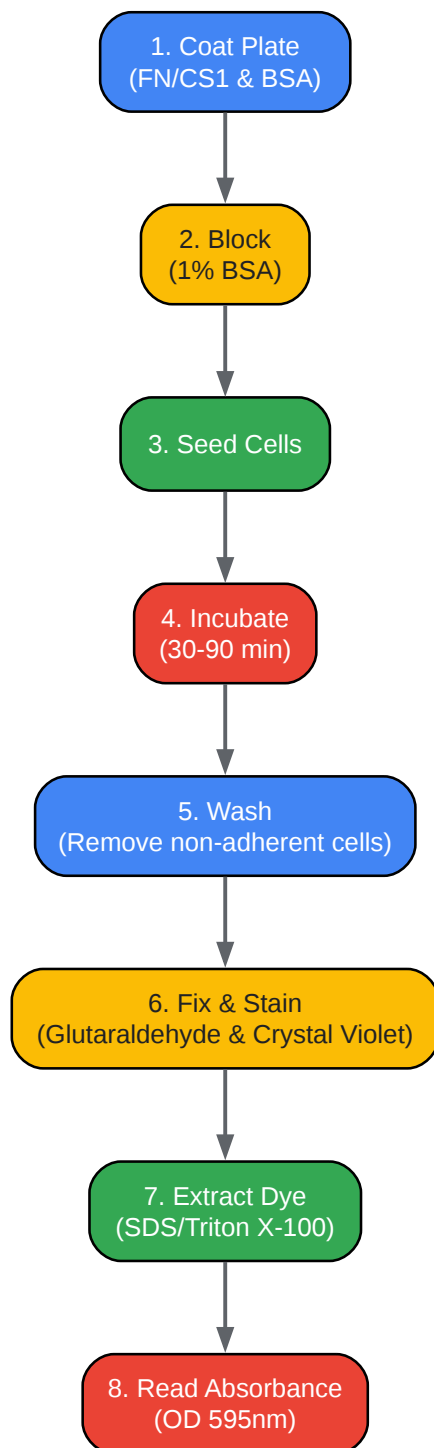 1. Coat Plate
(FN/CS1 & BSA)
2. Block
(1% BSA)
3. Seed Cells
4. Incubate
(30-90 min)
5. Wash
(Remove non-adherent cells)
6. Fix & Stain
(Glutaraldehyde & Crystal Violet)
7. Extract Dye
(SDS/Triton X-100)
8. Read Absorbance
(OD 595nm)